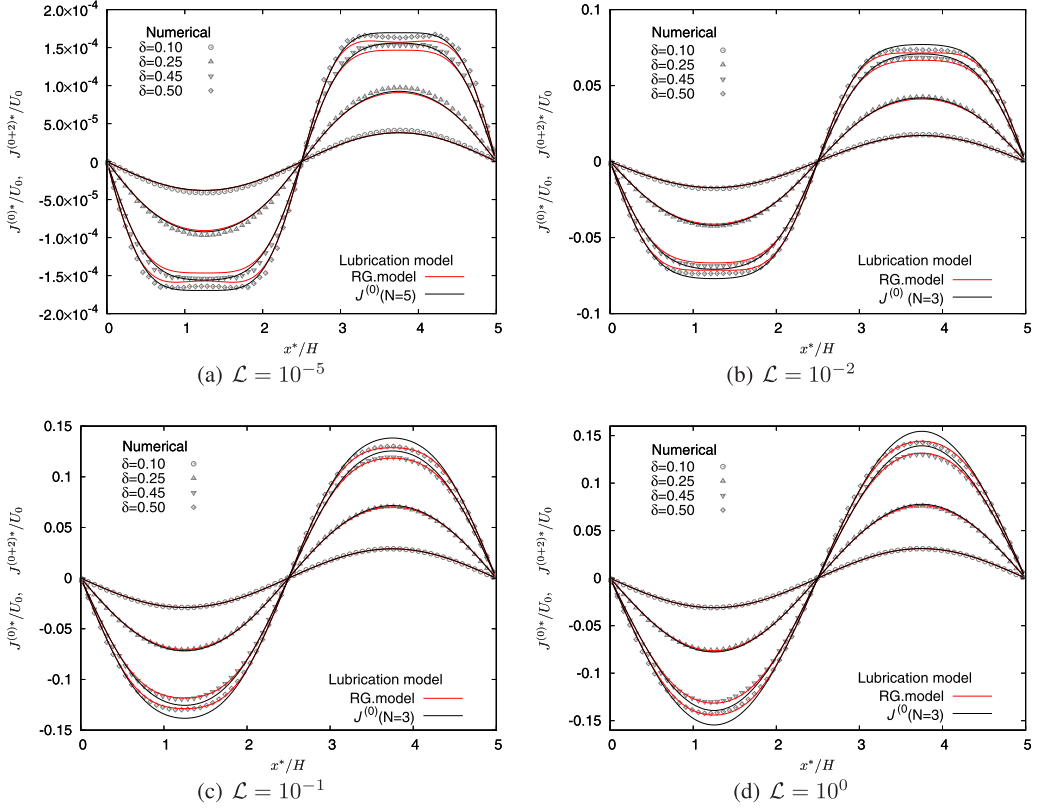 2.0×10⁻⁴
1.5×10⁻⁴
1.0×10⁻⁴
5.0×10⁻⁵
0
-5.0×10⁻⁵
-1.0×10⁻⁴
-1.5×10⁻⁴
-2.0×10⁻⁴
J⁽⁰⁾*/U₀, J⁽⁰⁺²⁾*/U₀
Numerical
δ=0.10
δ=0.25
δ=0.45
δ=0.50
Lubrication model
RG.model
J⁽⁰⁾(N=5)
0 1 2 3 4 5
x*/H
(a) ℒ = 10⁻⁵
0.1
0.05
0
-0.05
-0.1
J⁽⁰⁾*/U₀, J⁽⁰⁺²⁾*/U₀
Numerical
δ=0.10
δ=0.25
δ=0.45
δ=0.50
Lubrication model
RG.model
J⁽⁰⁾(N=3)
0 1 2 3 4 5
x*/H
(b) ℒ = 10⁻²
0.15
0.1
0.05
0
-0.05
-0.1
-0.15
J⁽⁰⁾*/U₀, J⁽⁰⁺²⁾*/U₀
Numerical
δ=0.10
δ=0.25
δ=0.45
δ=0.50
Lubrication model
RG.model
J⁽⁰⁾(N=3)
0 1 2 3 4 5
x*/H
(c) ℒ = 10⁻¹
0.15
0.1
0.05
0
-0.05
-0.1
-0.15
J⁽⁰⁾*/U₀, J⁽⁰⁺²⁾*/U₀
Numerical
δ=0.10
δ=0.25
δ=0.45
δ=0.50
Lubrication model
RG.model
J⁽⁰⁾(N=3)
0 1 2 3 4 5
x*/H
(d) ℒ = 10⁰